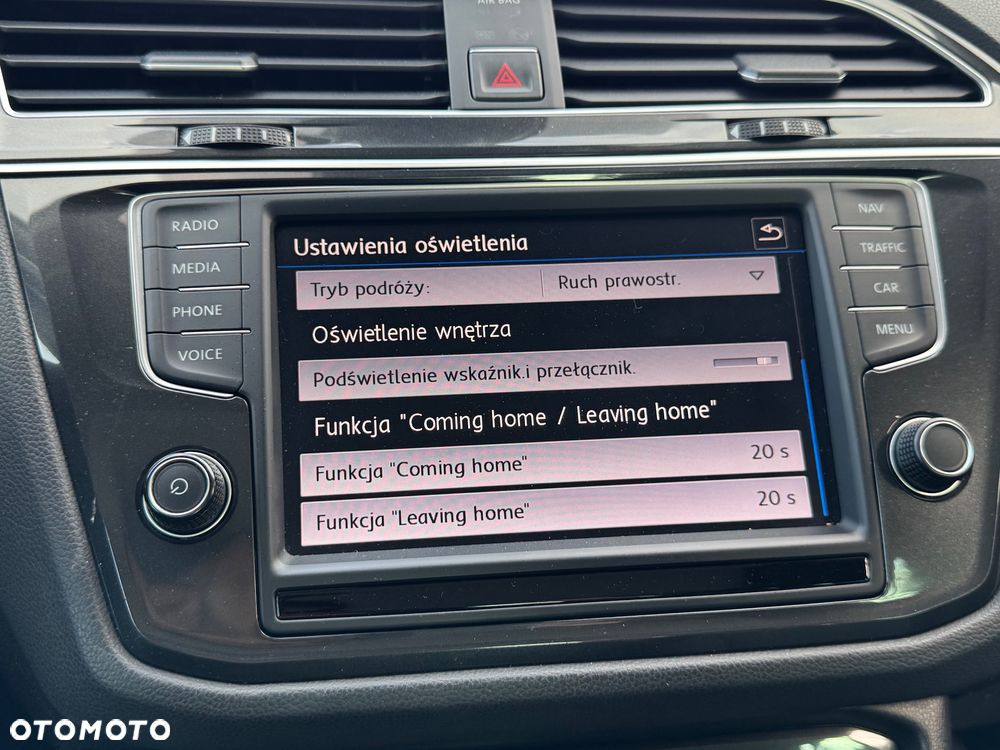 AIR BAG
RADIO
MEDIA
PHONE
VOICE
NAV
TRAFFIC
CAR
MENU
Ustawienia oświetlenia
Tryb podróży: Ruch prawostr.
Oświetlenie wnętrza
Podświetlenie wskaźnik.i przełącznik.
Funkcja "Coming home / Leaving home"
Funkcja "Coming home" 20 s
Funkcja "Leaving home" 20 s
OTOMOTO